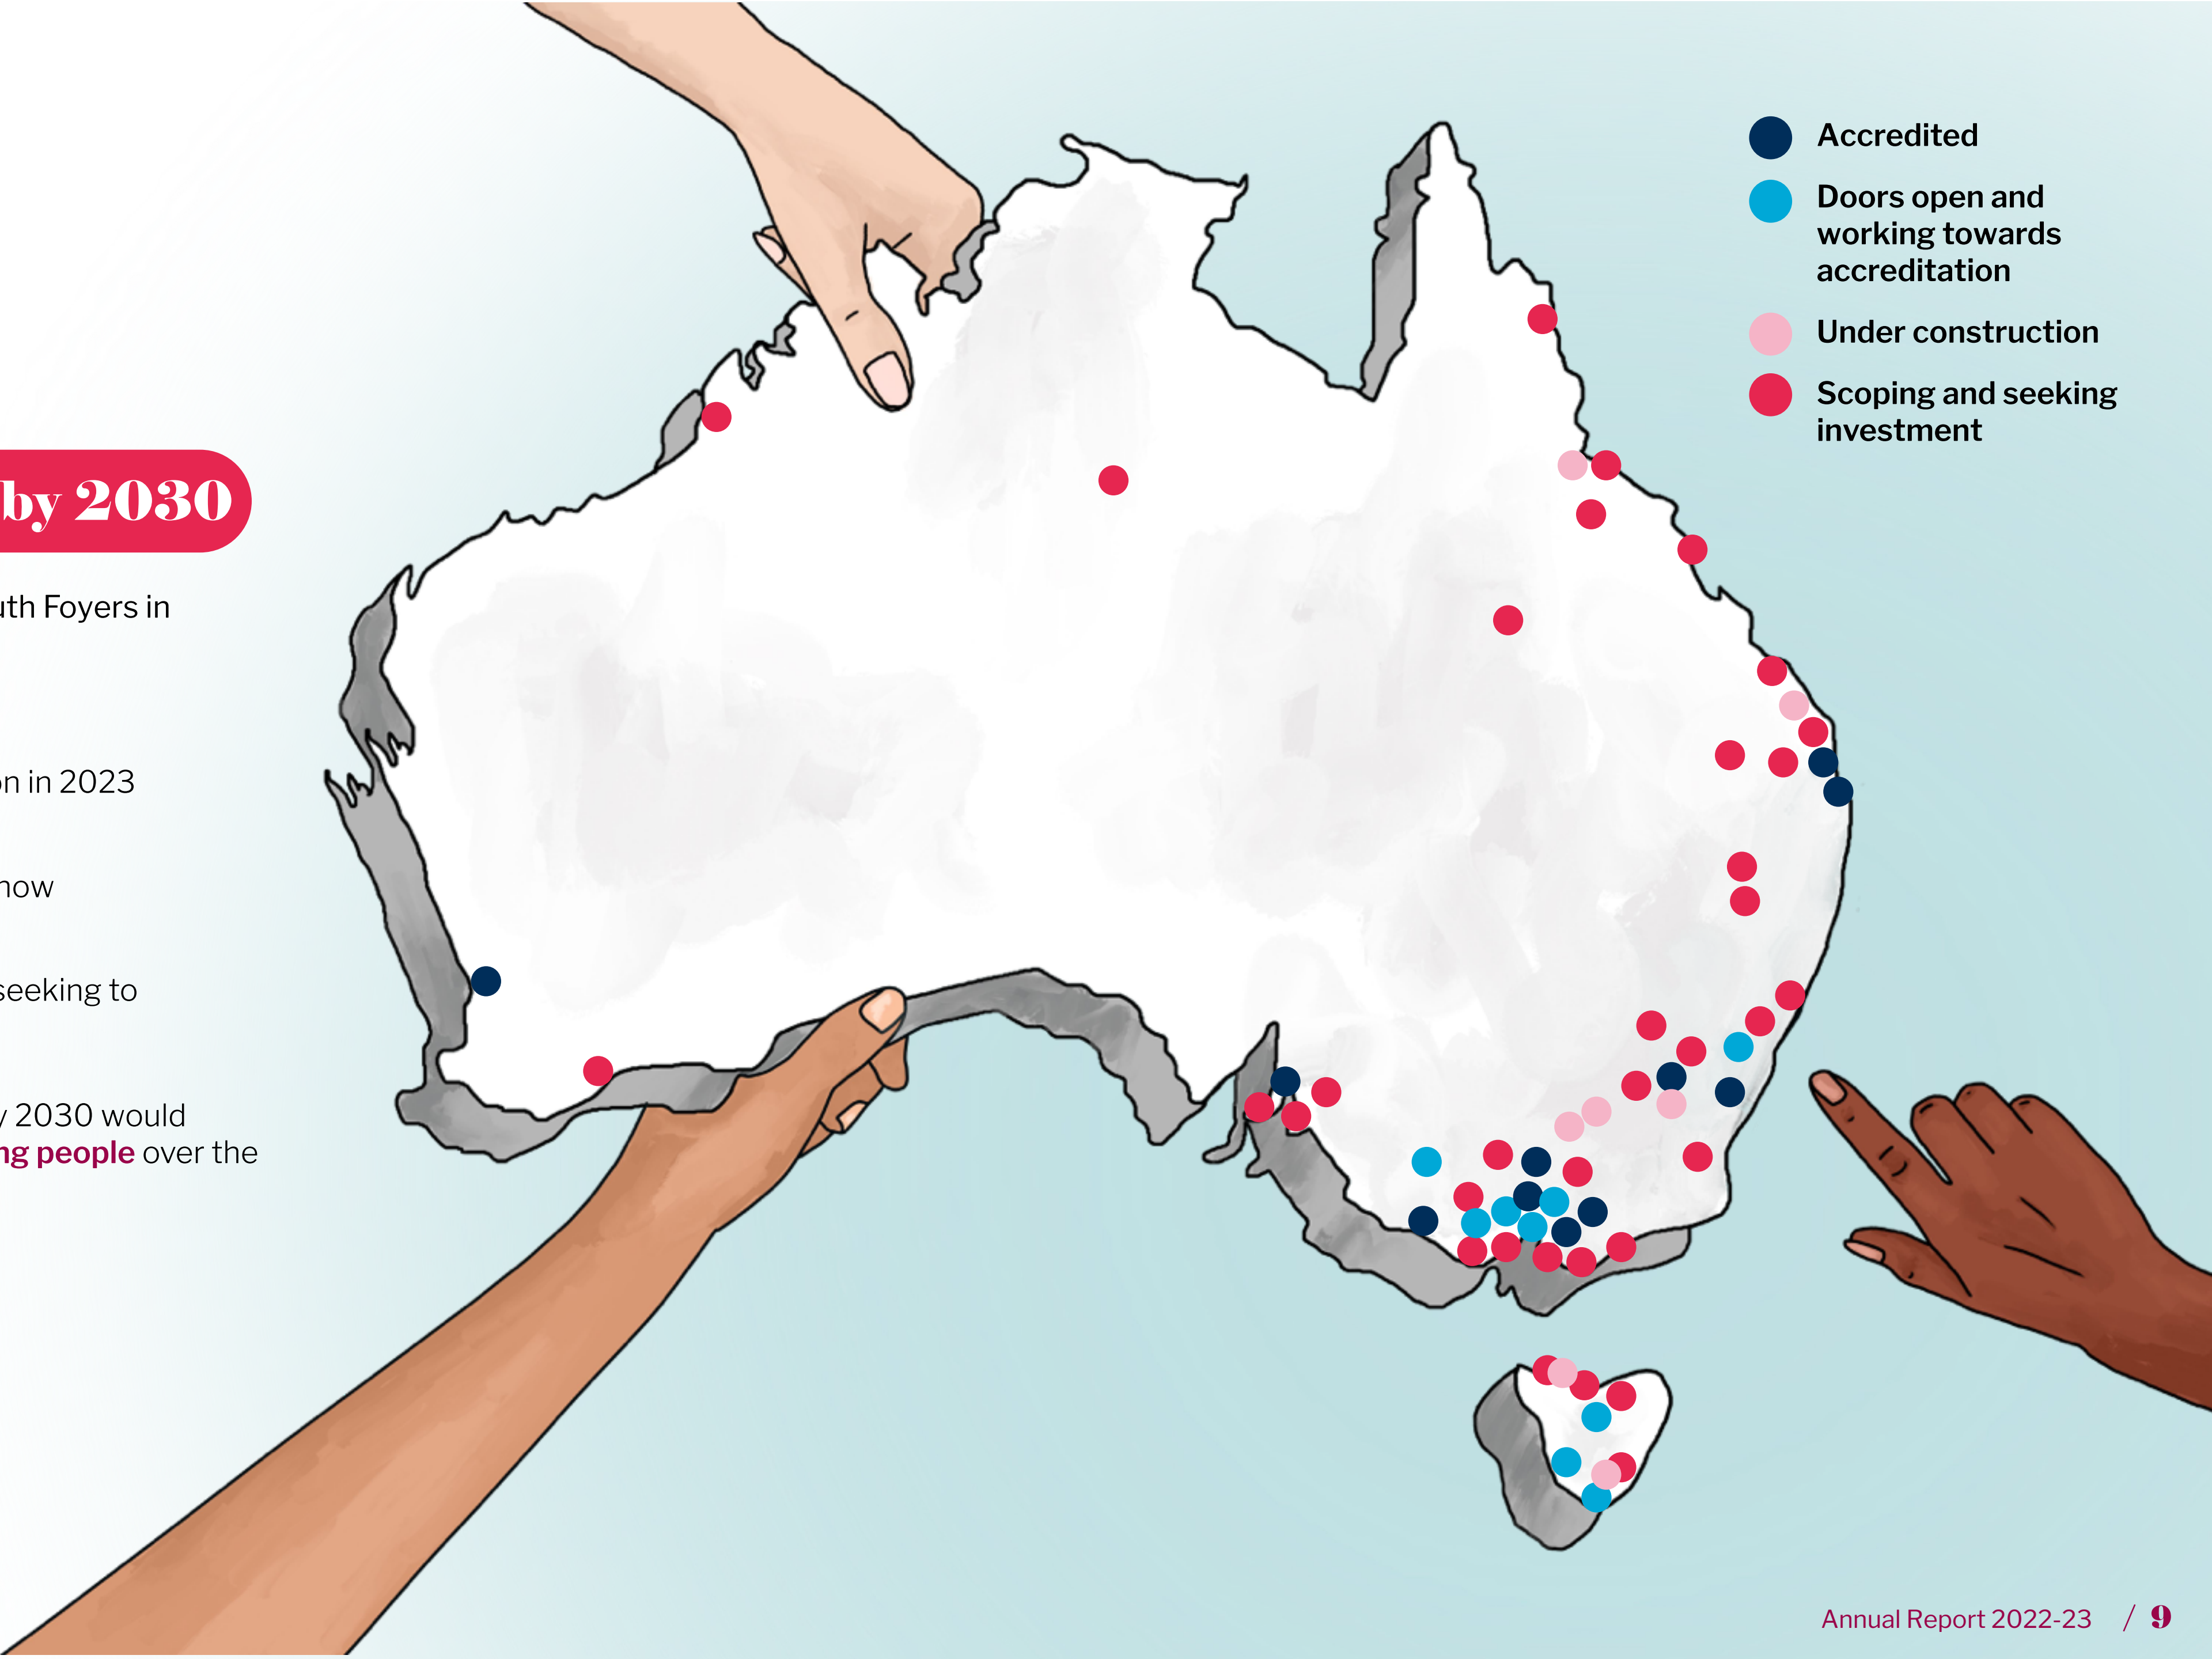 by 2030
uth Foyers in
on in 2023
now
seeking to
y 2030 would
ng people over the
Accredited
Doors open and
working towards
accreditation
Under construction
Scoping and seeking
investment
Annual Report 2022-23 / 9